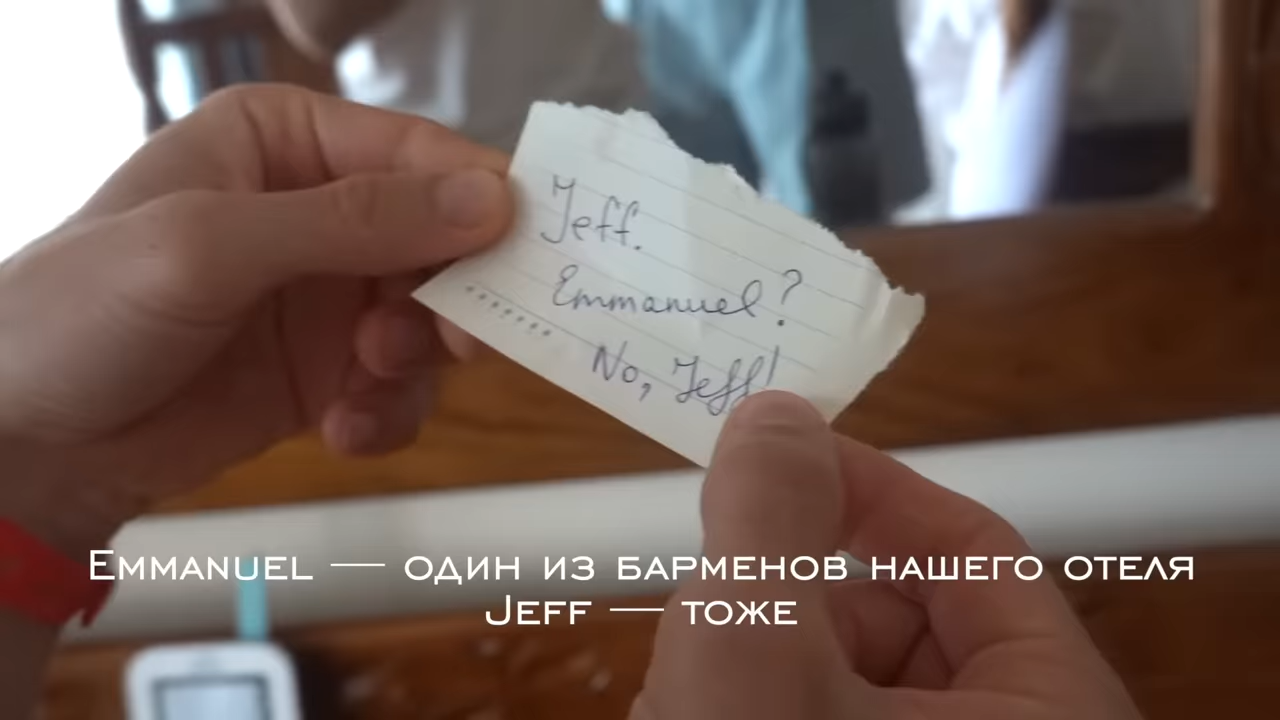 Jeff.
Emmanuel?
No, Jeff!
Emmanuel — один из барменов нашего отеля
Jeff — тоже